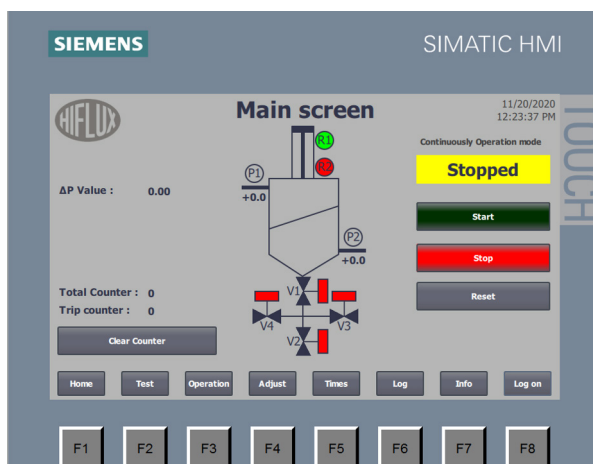 SIEMENS
SIMATIC HMI
TOUCH
HIFLUX
Main screen
11/20/2020
12:23:37 PM
Continuously Operation mode
Stopped
R1
R2
P1
+0.0
ΔP Value : 0.00
Start
P2
+0.0
Stop
Total Counter : 0
Trip counter : 0
V1
Reset
V4
V3
V2
Clear Counter
Home Test Operation Adjust Times Log Info Log on
F1 F2 F3 F4 F5 F6 F7 F8